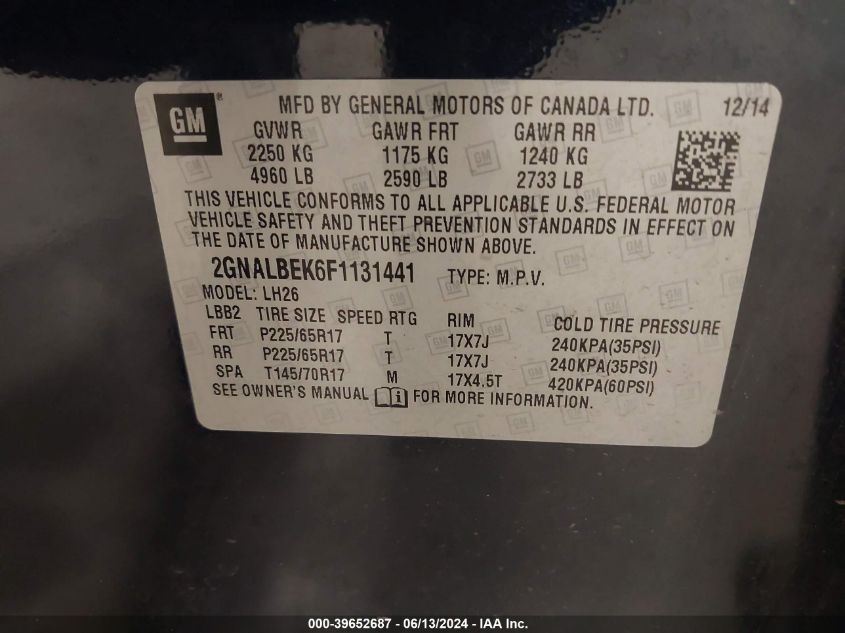 GM ® MFD BY GENERAL MOTORS OF CANADA LTD. 12/14
GVWR GAWR FRT GAWR RR
2250 KG 1175 KG 1240 KG
4960 LB 2590 LB 2733 LB
THIS VEHICLE CONFORMS TO ALL APPLICABLE U.S. FEDERAL MOTOR
VEHICLE SAFETY AND THEFT PREVENTION STANDARDS IN EFFECT ON
THE DATE OF MANUFACTURE SHOWN ABOVE.
2GNALBEK6F1131441 TYPE: M.P.V.
MODEL: LH26
LBB2 TIRE SIZE SPEED RTG RIM COLD TIRE PRESSURE
FRT P225/65R17 T 17X7J 240KPA(35PSI)
RR P225/65R17 T 17X7J 240KPA(35PSI)
SPA T145/70R17 M 17X4.5T 420KPA(60PSI)
SEE OWNER'S MANUAL i FOR MORE INFORMATION.
000-39652687 - 06/13/2024 - IAA Inc.